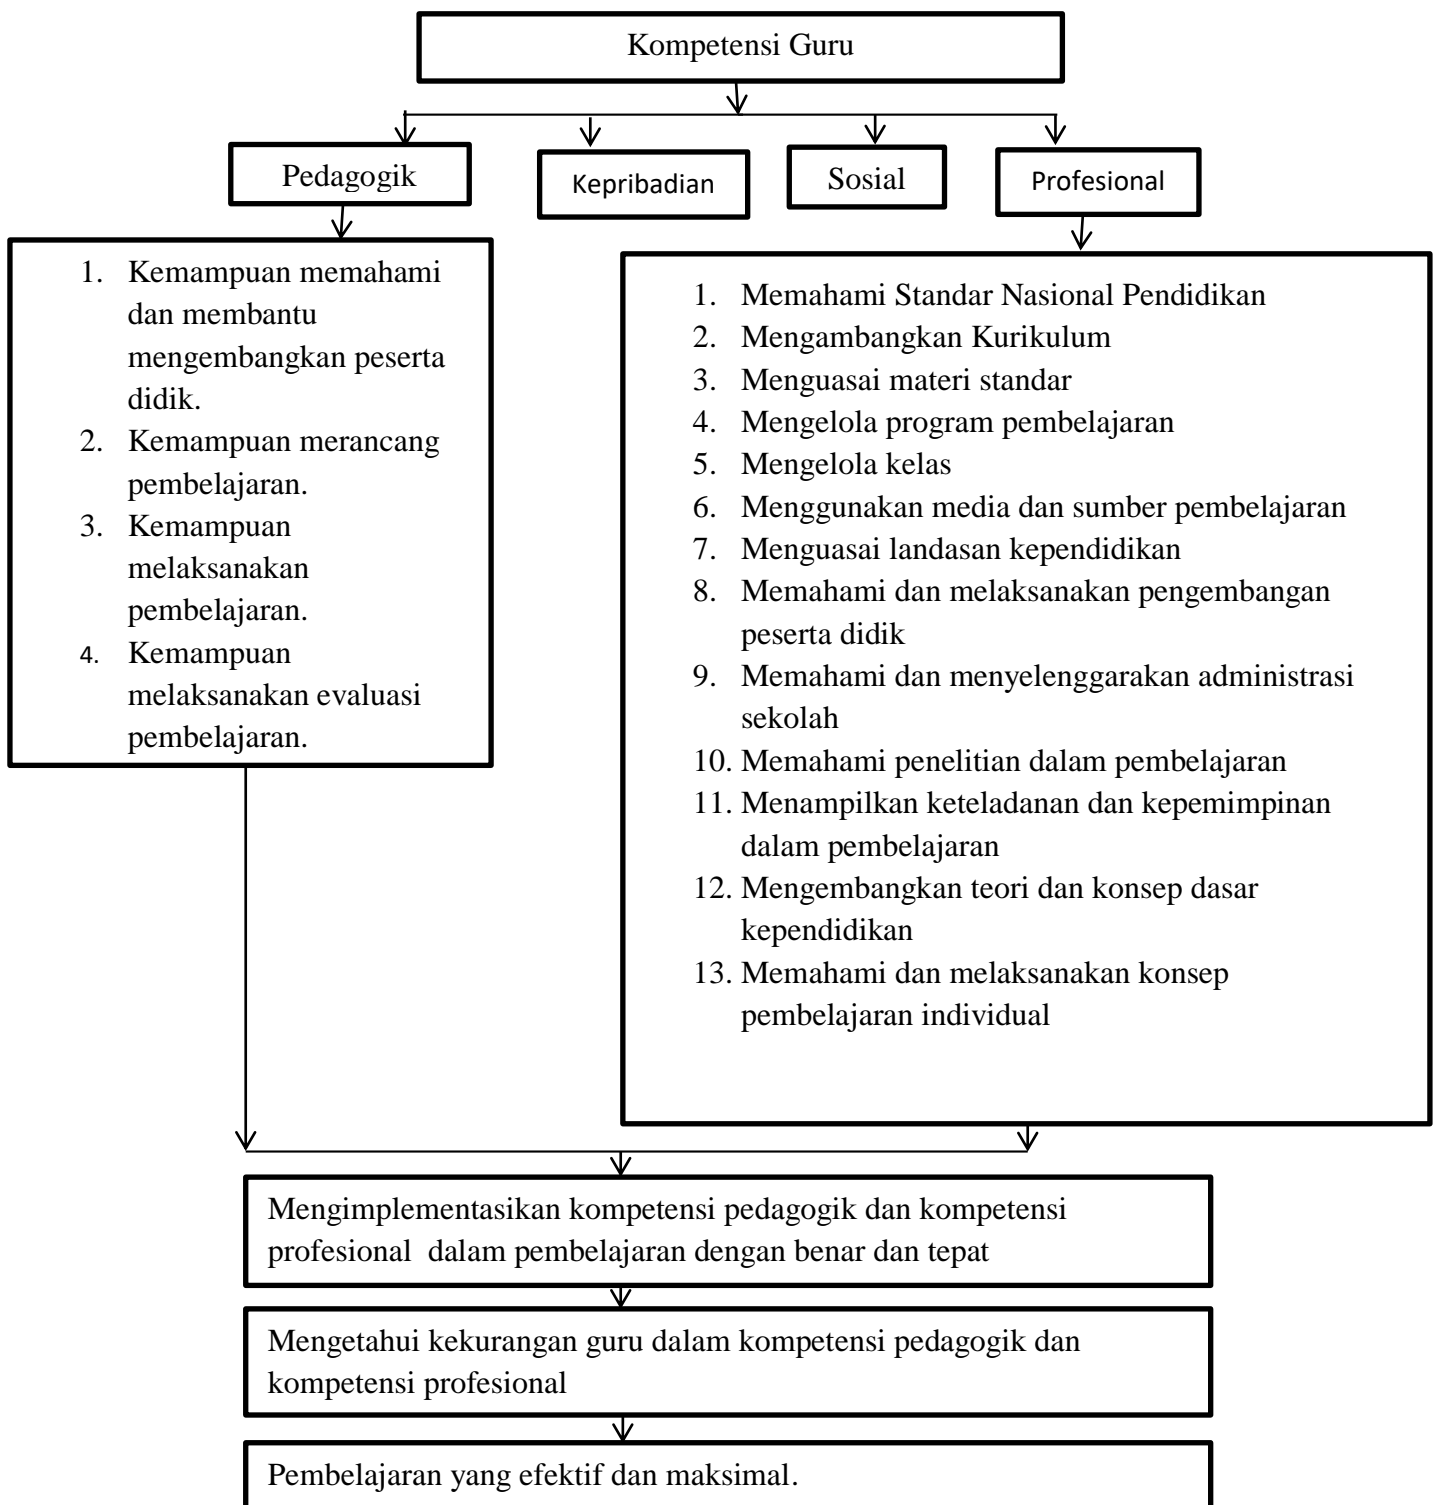 Kompetensi Guru
Pedagogik
Kepribadian
Sosial
Profesional
1. Kemampuan memahami
dan membantu
mengembangkan peserta
didik.
2. Kemampuan merancang
pembelajaran.
3. Kemampuan
melaksanakan
pembelajaran.
4. Kemampuan
melaksanakan evaluasi
pembelajaran.
1. Memahami Standar Nasional Pendidikan
2. Mengambangkan Kurikulum
3. Menguasai materi standar
4. Mengelola program pembelajaran
5. Mengelola kelas
6. Menggunakan media dan sumber pembelajaran
7. Menguasai landasan kependidikan
8. Memahami dan melaksanakan pengembangan
peserta didik
9. Memahami dan menyelenggarakan administrasi
sekolah
10. Memahami penelitian dalam pembelajaran
11. Menampilkan keteladanan dan kepemimpinan
dalam pembelajaran
12. Mengembangkan teori dan konsep dasar
kependidikan
13. Memahami dan melaksanakan konsep
pembelajaran individual
Mengimplementasikan kompetensi pedagogik dan kompetensi
profesional dalam pembelajaran dengan benar dan tepat
Mengetahui kekurangan guru dalam kompetensi pedagogik dan
kompetensi profesional
Pembelajaran yang efektif dan maksimal.